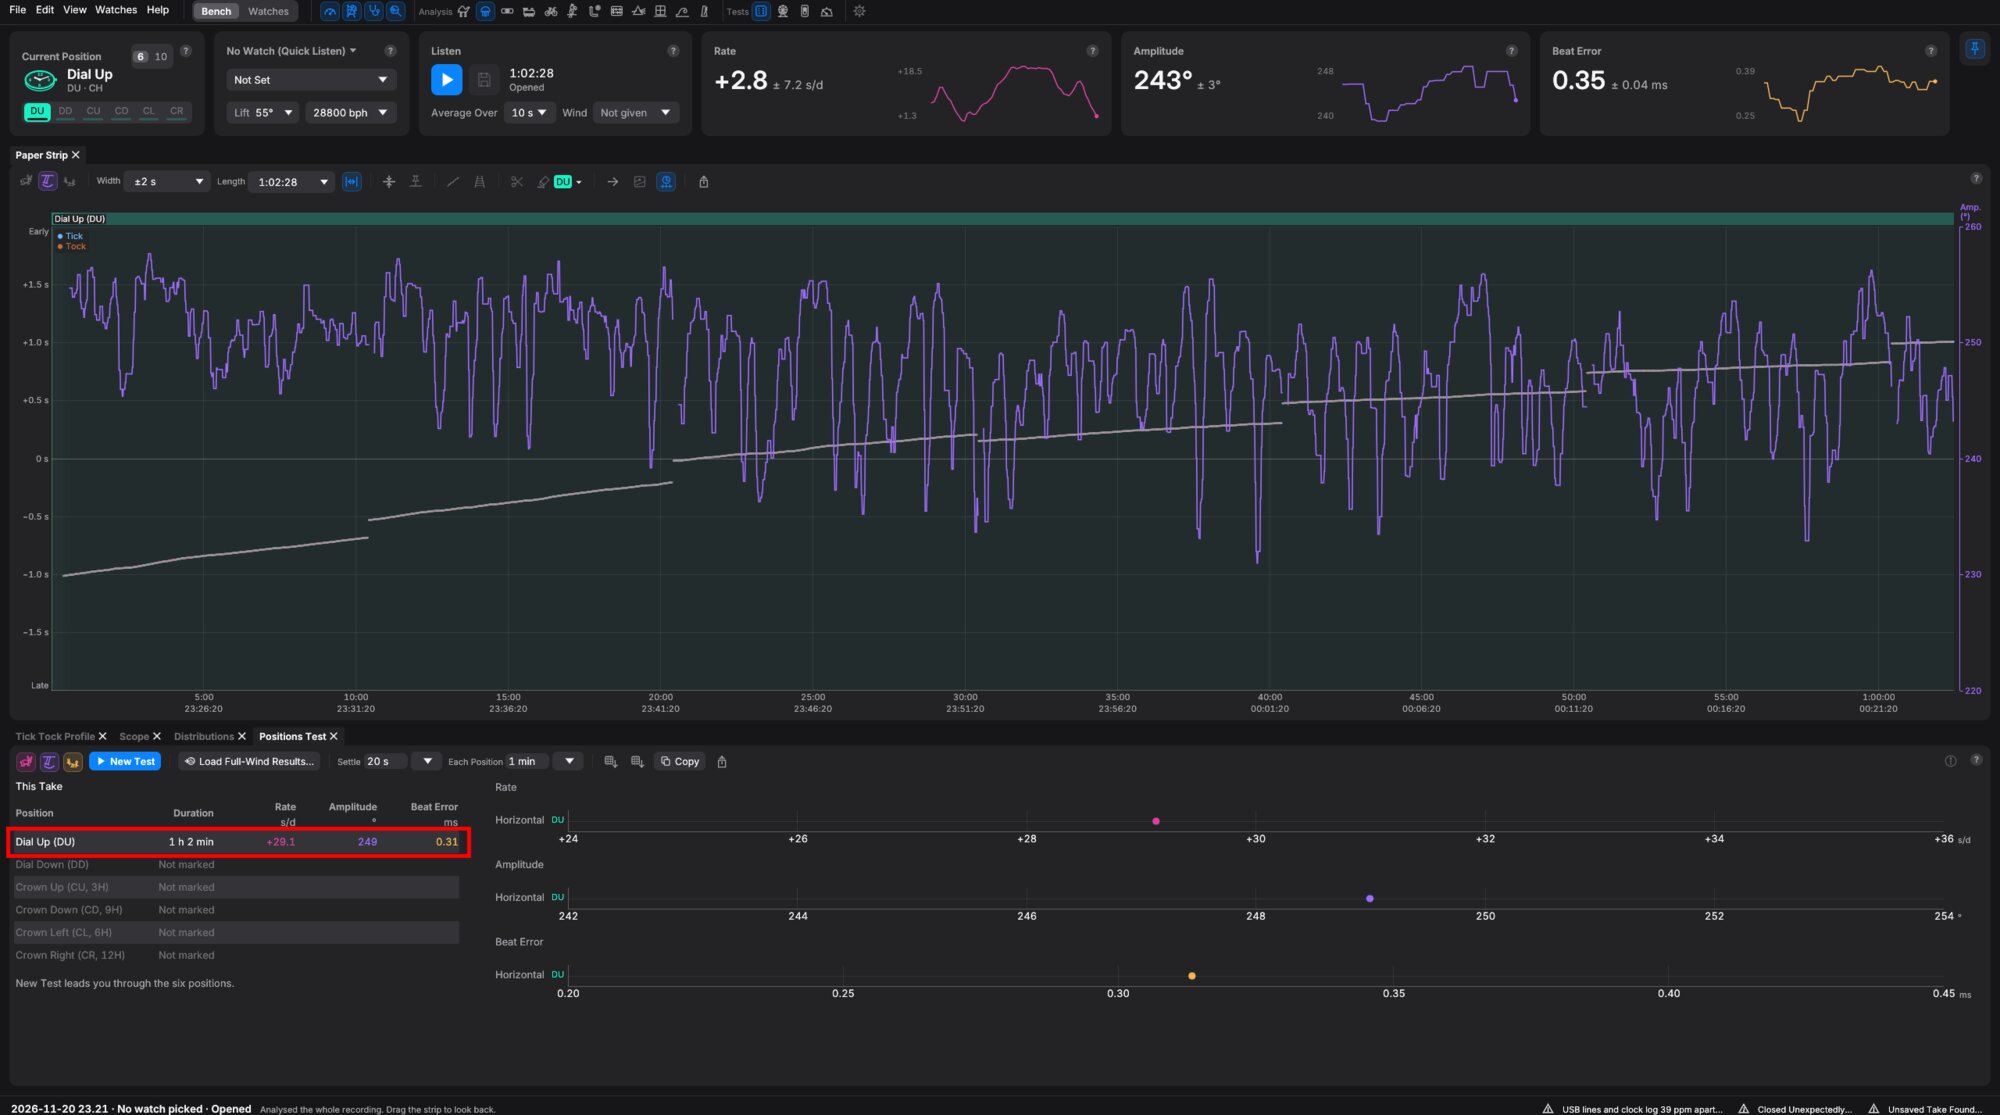 File Edit View Watches Help Bench Watches Analysis Tests
Current Position 6 10 ?
Dial Up
DU · CH
DU DD CU CD CL CR
No Watch (Quick Listen) ?
Not Set
Lift 55° 28800 bph
Listen ?
1:02:28
Opened
Average Over 10 s Wind Not given
Rate ?
+2.8 ± 7.2 s/d
+18.5
+1.3
Amplitude ?
243° ± 3°
248
240
Beat Error ?
0.35 ± 0.04 ms
0.39
0.25
Paper Strip
Width ±2 s Length 1:02:28 DU ?
Dial Up (DU)
Amp.
(°)
Early
Tick
Tock
+1.5 s
+1.0 s
+0.5 s
0 s
−0.5 s
−1.0 s
−1.5 s
Late
260
250
240
230
220
5:00 10:00 15:00 20:00 25:00 30:00 35:00 40:00 45:00 50:00 55:00 1:00:00
23:26:20 23:31:20 23:36:20 23:41:20 23:46:20 23:51:20 23:56:20 00:01:20 00:06:20 00:11:20 00:16:20 00:21:20
Tick Tock Profile Scope Distributions Positions Test
New Test Load Full-Wind Results... Settle 20 s Each Position 1 min Copy ?
This Take
Position Duration Rate Amplitude Beat Error
s/d ° ms
Dial Up (DU) 1 h 2 min +29.1 249 0.31
Dial Down (DD) Not marked
Crown Up (CU, 3H) Not marked
Crown Down (CD, 9H) Not marked
Crown Left (CL, 6H) Not marked
Crown Right (CR, 12H) Not marked
New Test leads you through the six positions.
Rate
Horizontal DU
+24 +26 +28 +30 +32 +34 +36 s/d
Amplitude
Horizontal DU
242 244 246 248 250 252 254 °
Beat Error
Horizontal DU
0.20 0.25 0.30 0.35 0.40 0.45 ms
2026-11-20 23.21 · No watch picked · Opened Analysed the whole recording. Drag the strip to look back.
USB lines and clock log 39 ppm apart... Closed Unexpectedly... Unsaved Take Found...